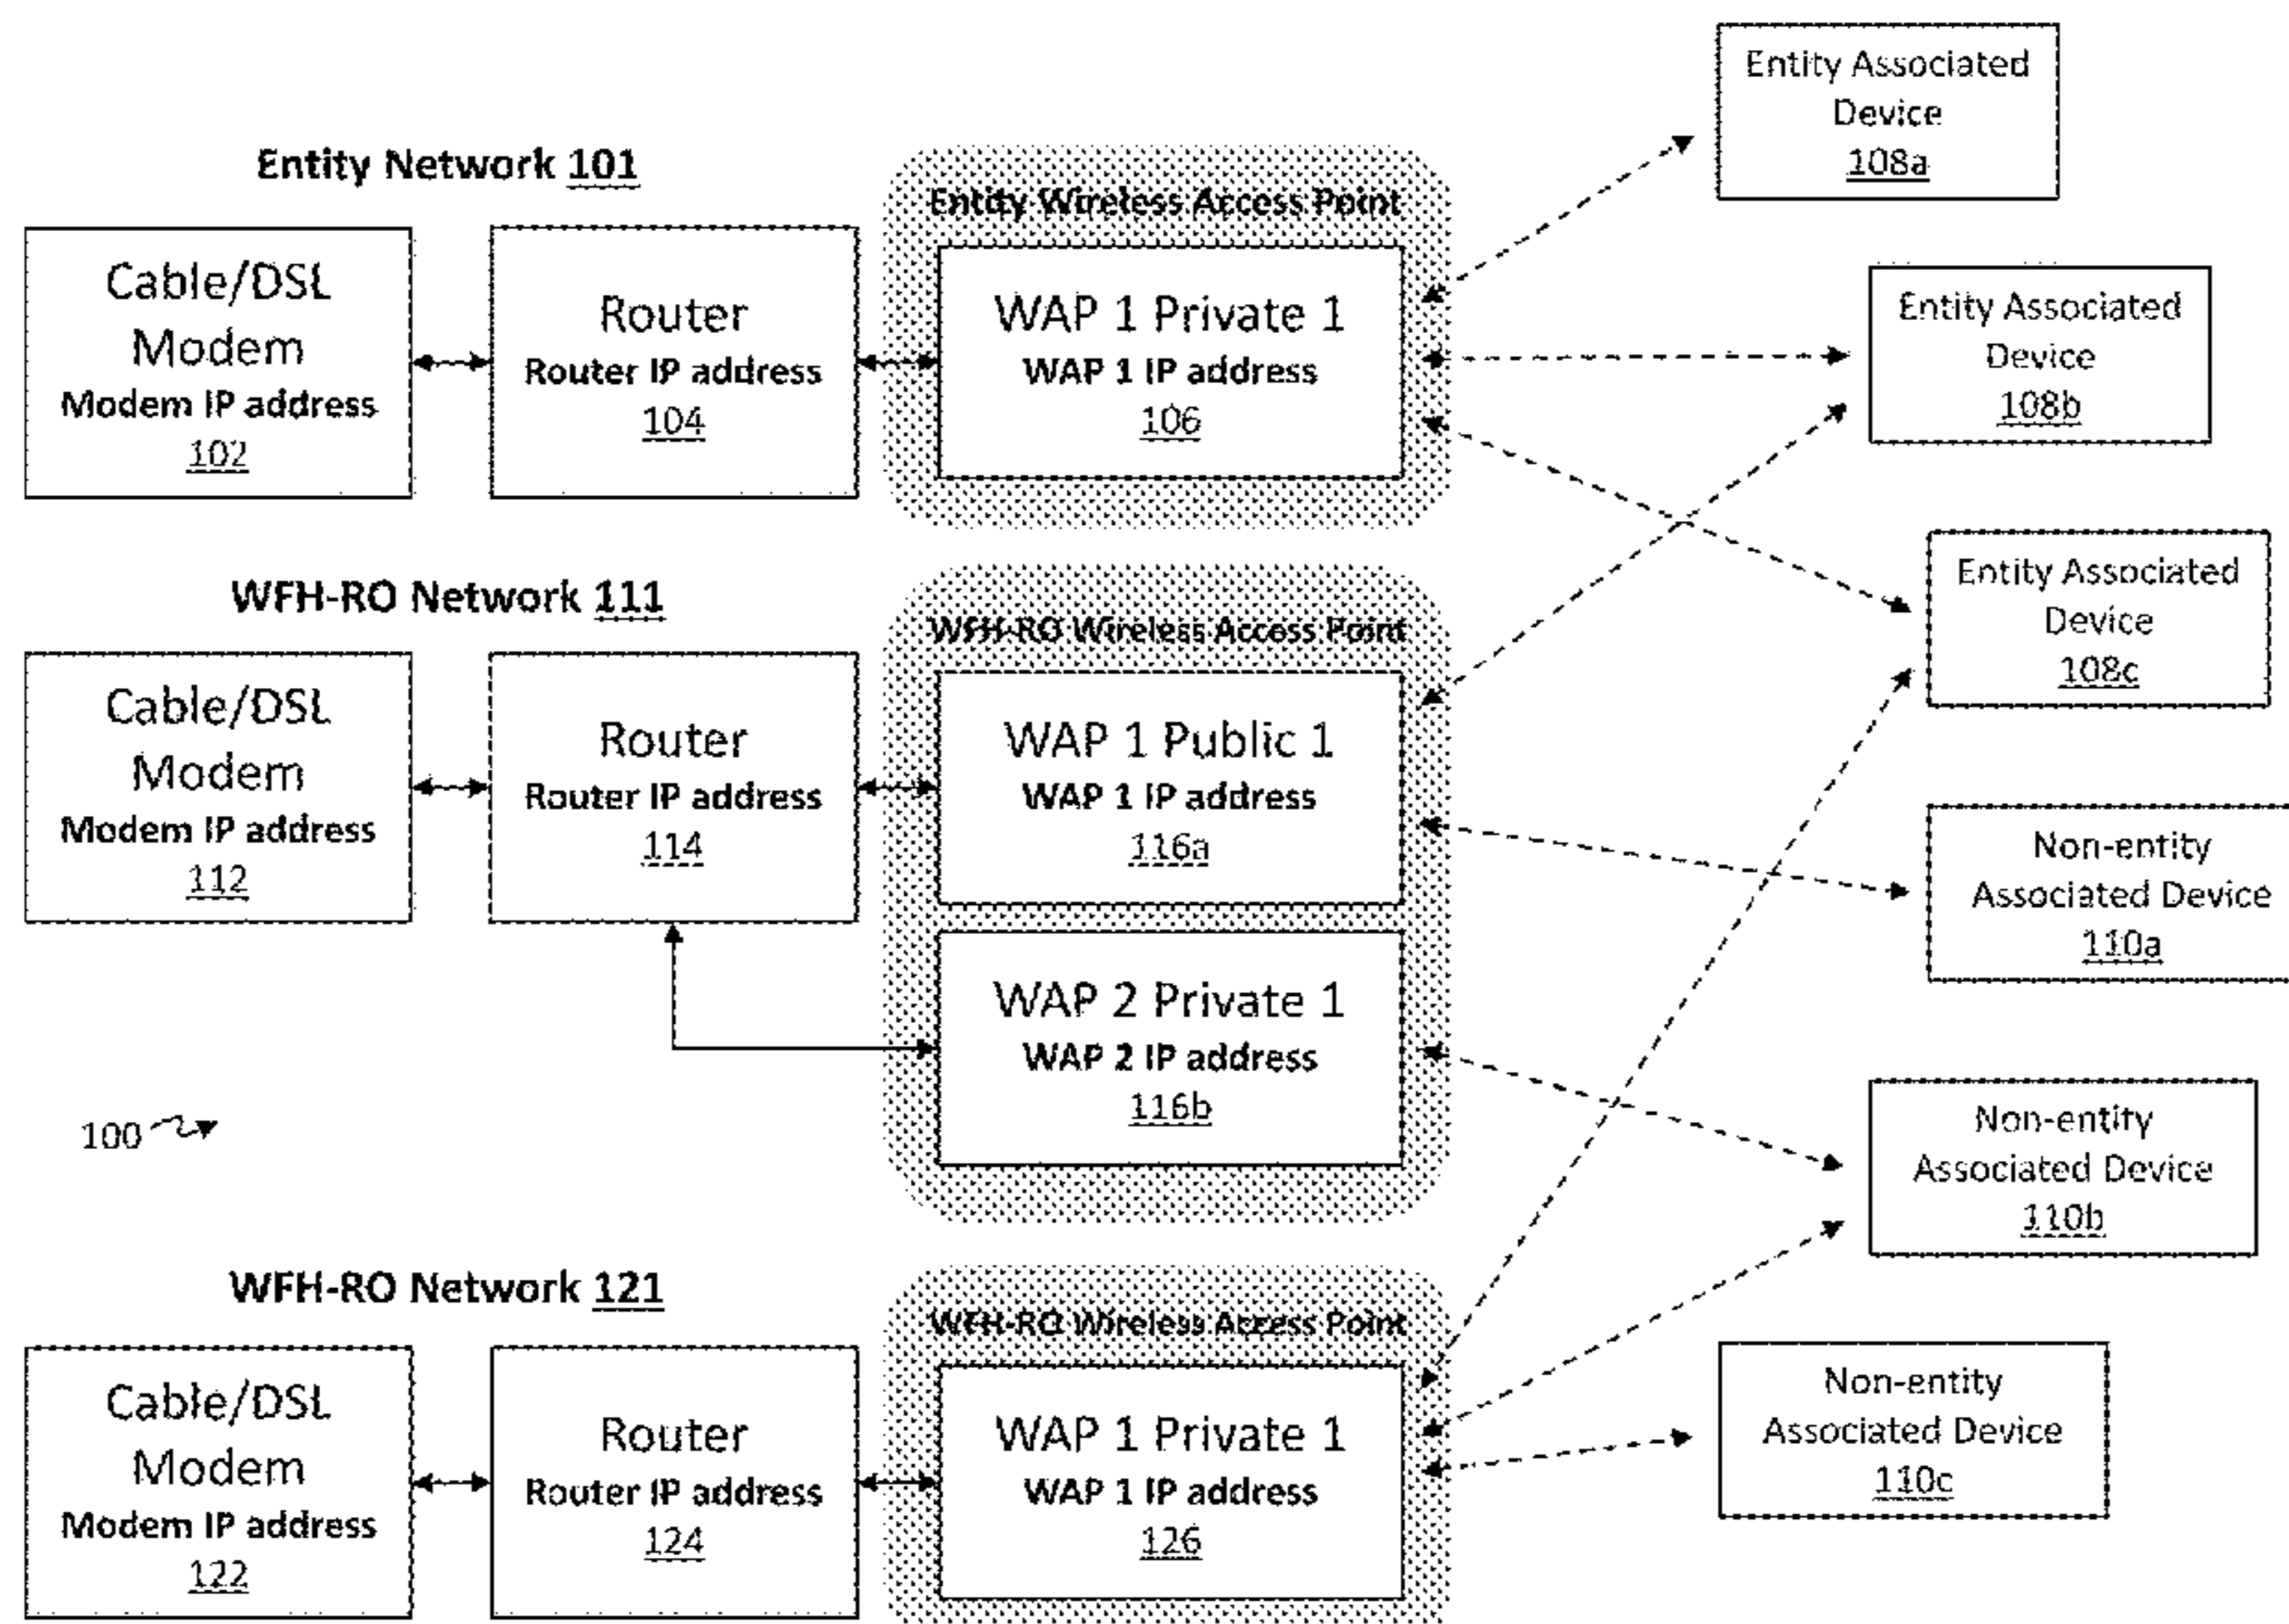 Entity Network 101
Cable/DSL
Modem
Modem IP address
102
Router
Router IP address
104
Entity Wireless Access Point
WAP 1 Private 1
WAP 1 IP address
106
Entity Associated
Device
108a
Entity Associated
Device
108b
Entity Associated
Device
108c
WFH-RO Network 111
Cable/DSL
Modem
Modem IP address
112
Router
Router IP address
114
WFH-RO Wireless Access Point
WAP 1 Public 1
WAP 1 IP address
116a
WAP 2 Private 1
WAP 2 IP address
116b
Non-entity
Associated Device
110a
Non-entity
Associated Device
110b
100
WFH-RO Network 121
Cable/DSL
Modem
Modem IP address
122
Router
Router IP address
124
WFH-RO Wireless Access Point
WAP 1 Private 1
WAP 1 IP address
126
Non-entity
Associated Device
110c